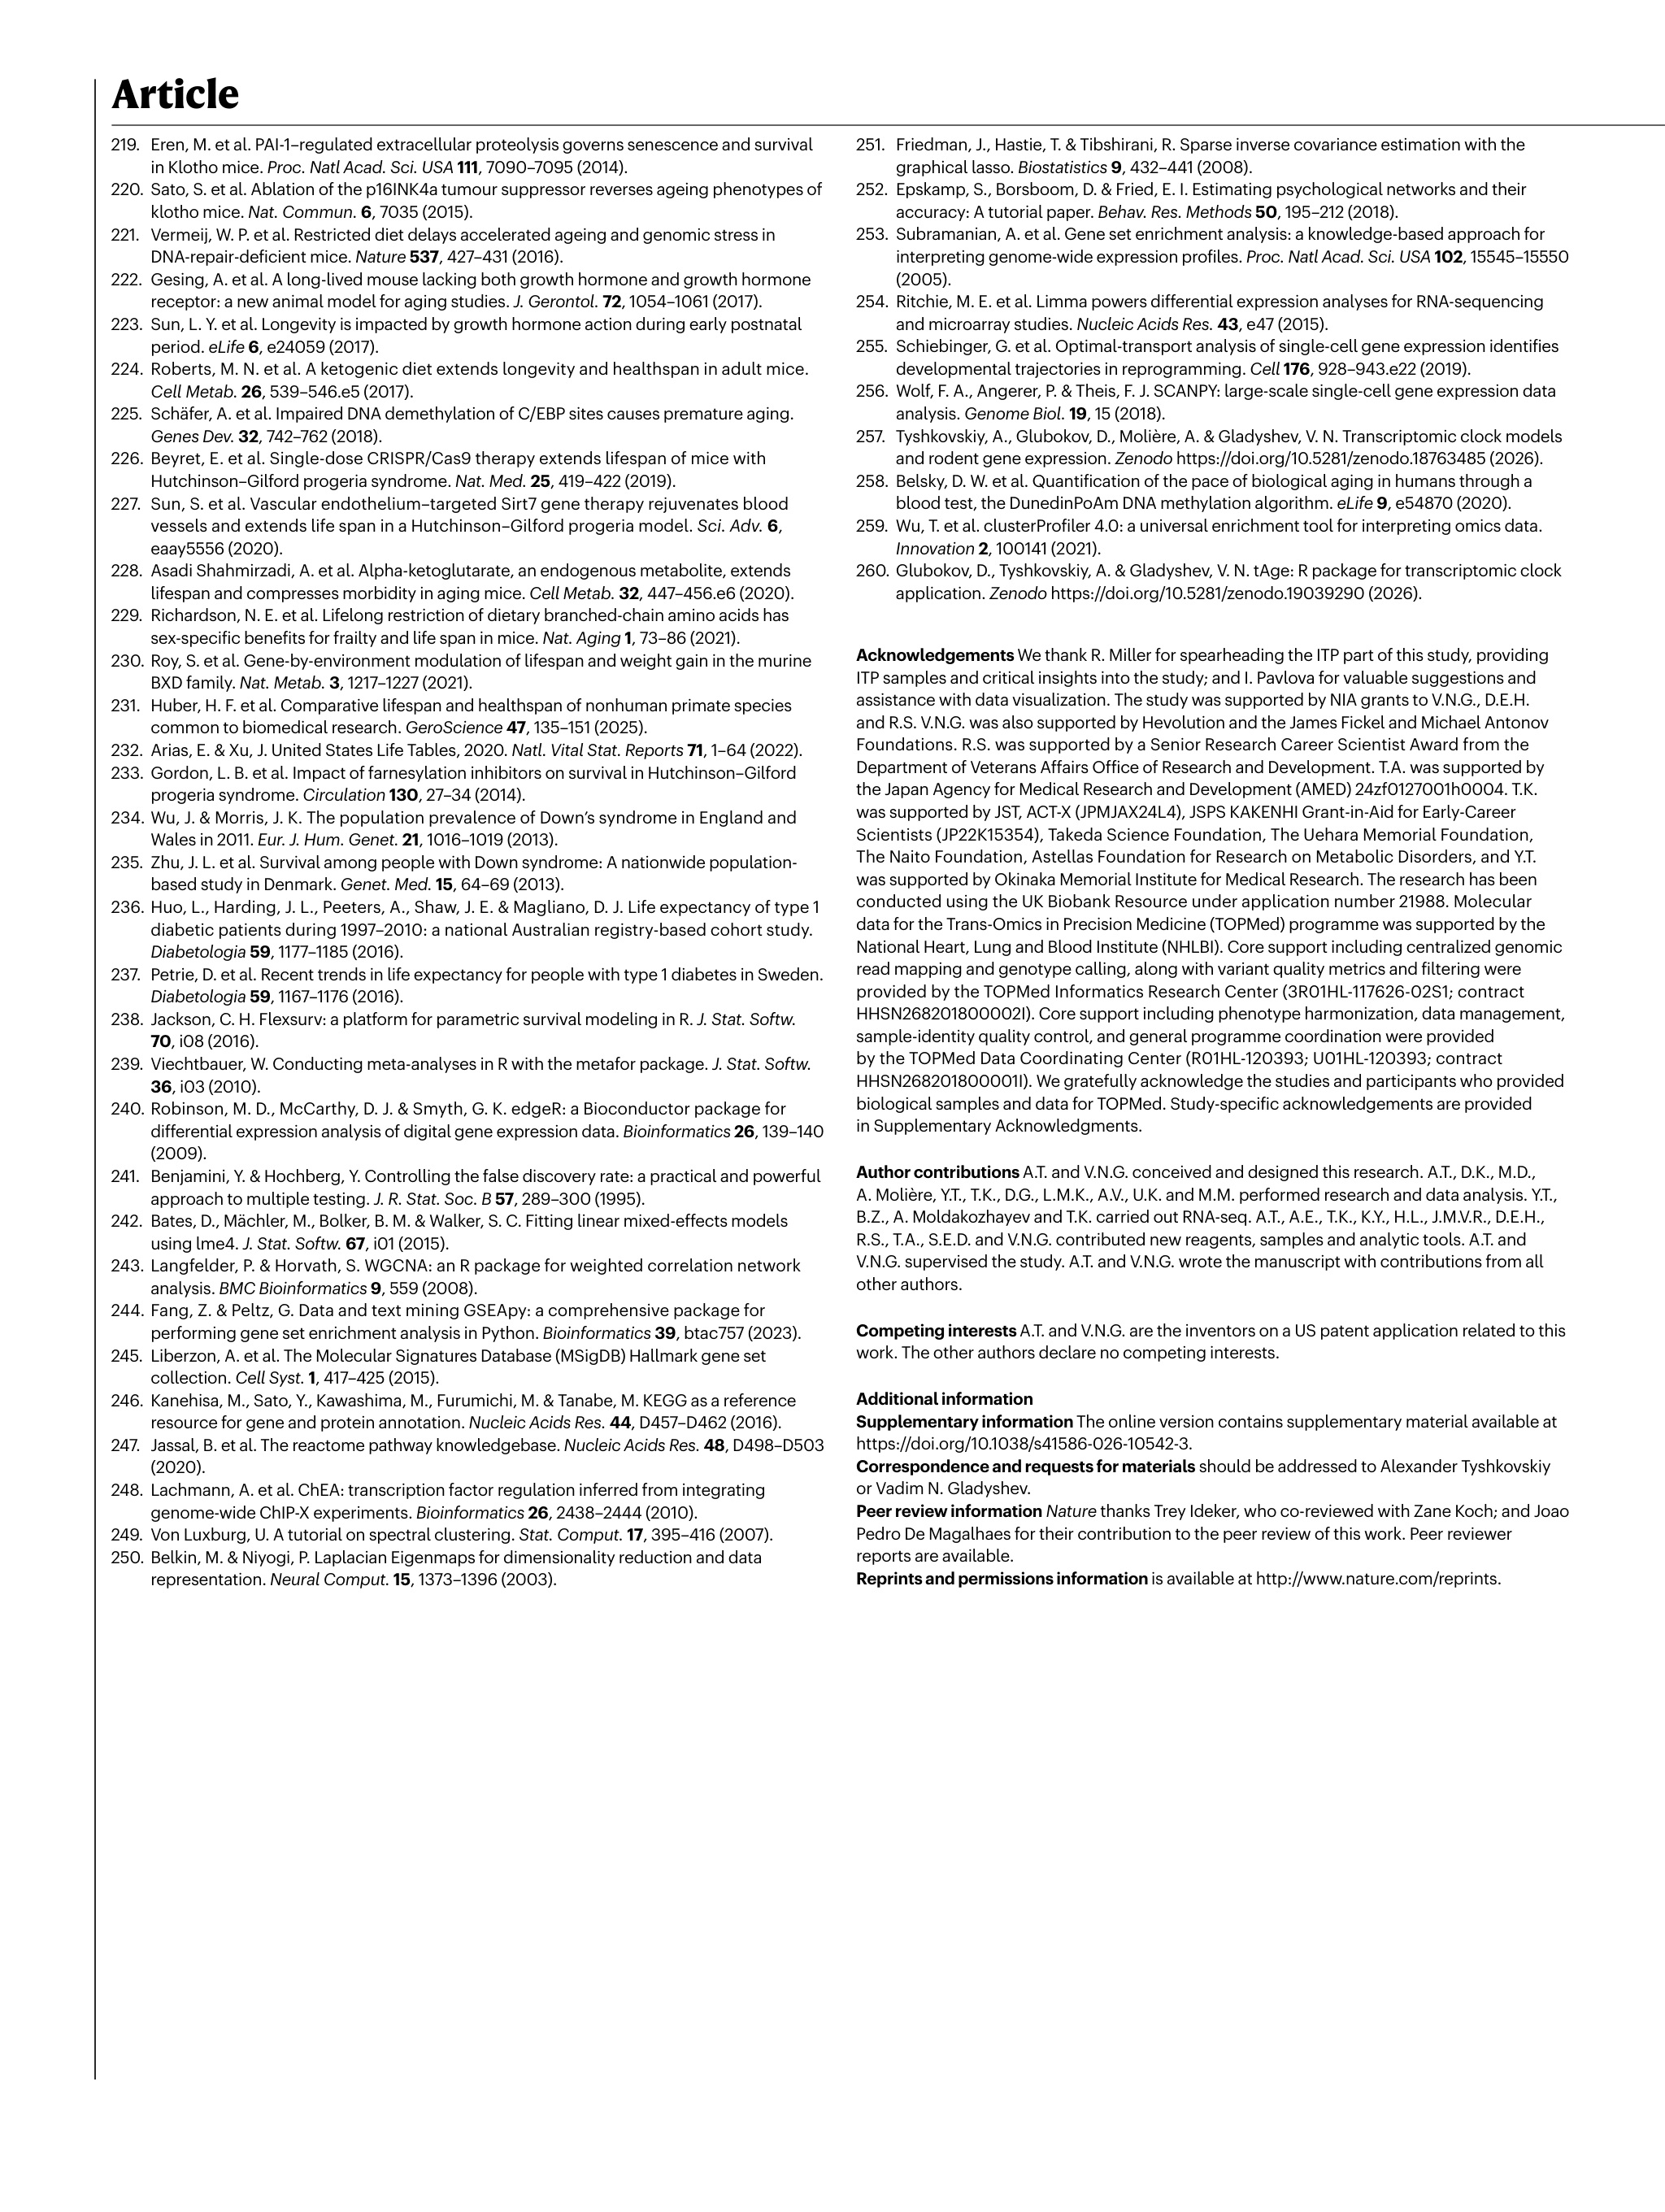 Article
219. Eren, M. et al. PAI-1–regulated extracellular proteolysis governs senescence and survival
in Klotho mice. Proc. Natl Acad. Sci. USA 111, 7090–7095 (2014).
220. Sato, S. et al. Ablation of the p16INK4a tumour suppressor reverses ageing phenotypes of
klotho mice. Nat. Commun. 6, 7035 (2015).
221. Vermeij, W. P. et al. Restricted diet delays accelerated ageing and genomic stress in
DNA-repair-deficient mice. Nature 537, 427–431 (2016).
222. Gesing, A. et al. A long-lived mouse lacking both growth hormone and growth hormone
receptor: a new animal model for aging studies. J. Gerontol. 72, 1054–1061 (2017).
223. Sun, L. Y. et al. Longevity is impacted by growth hormone action during early postnatal
period. eLife 6, e24059 (2017).
224. Roberts, M. N. et al. A ketogenic diet extends longevity and healthspan in adult mice.
Cell Metab. 26, 539–546.e5 (2017).
225. Schäfer, A. et al. Impaired DNA demethylation of C/EBP sites causes premature aging.
Genes Dev. 32, 742–762 (2018).
226. Beyret, E. et al. Single-dose CRISPR/Cas9 therapy extends lifespan of mice with
Hutchinson–Gilford progeria syndrome. Nat. Med. 25, 419–422 (2019).
227. Sun, S. et al. Vascular endothelium–targeted Sirt7 gene therapy rejuvenates blood
vessels and extends life span in a Hutchinson–Gilford progeria model. Sci. Adv. 6,
eaay5556 (2020).
228. Asadi Shahmirzadi, A. et al. Alpha-ketoglutarate, an endogenous metabolite, extends
lifespan and compresses morbidity in aging mice. Cell Metab. 32, 447–456.e6 (2020).
229. Richardson, N. E. et al. Lifelong restriction of dietary branched-chain amino acids has
sex-specific benefits for frailty and life span in mice. Nat. Aging 1, 73–86 (2021).
230. Roy, S. et al. Gene-by-environment modulation of lifespan and weight gain in the murine
BXD family. Nat. Metab. 3, 1217–1227 (2021).
231. Huber, H. F. et al. Comparative lifespan and healthspan of nonhuman primate species
common to biomedical research. GeroScience 47, 135–151 (2025).
232. Arias, E. & Xu, J. United States Life Tables, 2020. Natl. Vital Stat. Reports 71, 1–64 (2022).
233. Gordon, L. B. et al. Impact of farnesylation inhibitors on survival in Hutchinson–Gilford
progeria syndrome. Circulation 130, 27–34 (2014).
234. Wu, J. & Morris, J. K. The population prevalence of Down’s syndrome in England and
Wales in 2011. Eur. J. Hum. Genet. 21, 1016–1019 (2013).
235. Zhu, J. L. et al. Survival among people with Down syndrome: A nationwide population-
based study in Denmark. Genet. Med. 15, 64–69 (2013).
236. Huo, L., Harding, J. L., Peeters, A., Shaw, J. E. & Magliano, D. J. Life expectancy of type 1
diabetic patients during 1997–2010: a national Australian registry-based cohort study.
Diabetologia 59, 1177–1185 (2016).
237. Petrie, D. et al. Recent trends in life expectancy for people with type 1 diabetes in Sweden.
Diabetologia 59, 1167–1176 (2016).
238. Jackson, C. H. Flexsurv: a platform for parametric survival modeling in R. J. Stat. Softw.
70, i08 (2016).
239. Viechtbauer, W. Conducting meta-analyses in R with the metafor package. J. Stat. Softw.
36, i03 (2010).
240. Robinson, M. D., McCarthy, D. J. & Smyth, G. K. edgeR: a Bioconductor package for
differential expression analysis of digital gene expression data. Bioinformatics 26, 139–140
(2009).
241. Benjamini, Y. & Hochberg, Y. Controlling the false discovery rate: a practical and powerful
approach to multiple testing. J. R. Stat. Soc. B 57, 289–300 (1995).
242. Bates, D., Mächler, M., Bolker, B. M. & Walker, S. C. Fitting linear mixed-effects models
using lme4. J. Stat. Softw. 67, i01 (2015).
243. Langfelder, P. & Horvath, S. WGCNA: an R package for weighted correlation network
analysis. BMC Bioinformatics 9, 559 (2008).
244. Fang, Z. & Peltz, G. Data and text mining GSEApy: a comprehensive package for
performing gene set enrichment analysis in Python. Bioinformatics 39, btac757 (2023).
245. Liberzon, A. et al. The Molecular Signatures Database (MSigDB) Hallmark gene set
collection. Cell Syst. 1, 417–425 (2015).
246. Kanehisa, M., Sato, Y., Kawashima, M., Furumichi, M. & Tanabe, M. KEGG as a reference
resource for gene and protein annotation. Nucleic Acids Res. 44, D457–D462 (2016).
247. Jassal, B. et al. The reactome pathway knowledgebase. Nucleic Acids Res. 48, D498–D503
(2020).
248. Lachmann, A. et al. ChEA: transcription factor regulation inferred from integrating
genome-wide ChIP-X experiments. Bioinformatics 26, 2438–2444 (2010).
249. Von Luxburg, U. A tutorial on spectral clustering. Stat. Comput. 17, 395–416 (2007).
250. Belkin, M. & Niyogi, P. Laplacian Eigenmaps for dimensionality reduction and data
representation. Neural Comput. 15, 1373–1396 (2003).
251. Friedman, J., Hastie, T. & Tibshirani, R. Sparse inverse covariance estimation with the
graphical lasso. Biostatistics 9, 432–441 (2008).
252. Epskamp, S., Borsboom, D. & Fried, E. I. Estimating psychological networks and their
accuracy: A tutorial paper. Behav. Res. Methods 50, 195–212 (2018).
253. Subramanian, A. et al. Gene set enrichment analysis: a knowledge-based approach for
interpreting genome-wide expression profiles. Proc. Natl Acad. Sci. USA 102, 15545–15550
(2005).
254. Ritchie, M. E. et al. Limma powers differential expression analyses for RNA-sequencing
and microarray studies. Nucleic Acids Res. 43, e47 (2015).
255. Schiebinger, G. et al. Optimal-transport analysis of single-cell gene expression identifies
developmental trajectories in reprogramming. Cell 176, 928–943.e22 (2019).
256. Wolf, F. A., Angerer, P. & Theis, F. J. SCANPY: large-scale single-cell gene expression data
analysis. Genome Biol. 19, 15 (2018).
257. Tyshkovskiy, A., Glubokov, D., Molière, A. & Gladyshev, V. N. Transcriptomic clock models
and rodent gene expression. Zenodo https://doi.org/10.5281/zenodo.18763485 (2026).
258. Belsky, D. W. et al. Quantification of the pace of biological aging in humans through a
blood test, the DunedinPoAm DNA methylation algorithm. eLife 9, e54870 (2020).
259. Wu, T. et al. clusterProfiler 4.0: a universal enrichment tool for interpreting omics data.
Innovation 2, 100141 (2021).
260. Glubokov, D., Tyshkovskiy, A. & Gladyshev, V. N. tAge: R package for transcriptomic clock
application. Zenodo https://doi.org/10.5281/zenodo.19039290 (2026).
Acknowledgements We thank R. Miller for spearheading the ITP part of this study, providing
ITP samples and critical insights into the study; and I. Pavlova for valuable suggestions and
assistance with data visualization. The study was supported by NIA grants to V.N.G., D.E.H.
and R.S. V.N.G. was also supported by Hevolution and the James Fickel and Michael Antonov
Foundations. R.S. was supported by a Senior Research Career Scientist Award from the
Department of Veterans Affairs Office of Research and Development. T.A. was supported by
the Japan Agency for Medical Research and Development (AMED) 24zf0127001h0004. T.K.
was supported by JST, ACT-X (JPMJAX24L4), JSPS KAKENHI Grant-in-Aid for Early-Career
Scientists (JP22K15354), Takeda Science Foundation, The Uehara Memorial Foundation,
The Naito Foundation, Astellas Foundation for Research on Metabolic Disorders, and Y.T.
was supported by Okinaka Memorial Institute for Medical Research. The research has been
conducted using the UK Biobank Resource under application number 21988. Molecular
data for the Trans-Omics in Precision Medicine (TOPMed) programme was supported by the
National Heart, Lung and Blood Institute (NHLBI). Core support including centralized genomic
read mapping and genotype calling, along with variant quality metrics and filtering were
provided by the TOPMed Informatics Research Center (3R01HL-117626-02S1; contract
HHSN268201800002I). Core support including phenotype harmonization, data management,
sample-identity quality control, and general programme coordination were provided
by the TOPMed Data Coordinating Center (R01HL-120393; U01HL-120393; contract
HHSN268201800001I). We gratefully acknowledge the studies and participants who provided
biological samples and data for TOPMed. Study-specific acknowledgements are provided
in Supplementary Acknowledgments.
Author contributions A.T. and V.N.G. conceived and designed this research. A.T., D.K., M.D.,
A. Molière, Y.T., T.K., D.G., L.M.K., A.V., U.K. and M.M. performed research and data analysis. Y.T.,
B.Z., A. Moldakozhayev and T.K. carried out RNA-seq. A.T., A.E., T.K., K.Y., H.L., J.M.V.R., D.E.H.,
R.S., T.A., S.E.D. and V.N.G. contributed new reagents, samples and analytic tools. A.T. and
V.N.G. supervised the study. A.T. and V.N.G. wrote the manuscript with contributions from all
other authors.
Competing interests A.T. and V.N.G. are the inventors on a US patent application related to this
work. The other authors declare no competing interests.
Additional information
Supplementary information The online version contains supplementary material available at
https://doi.org/10.1038/s41586-026-10542-3.
Correspondence and requests for materials should be addressed to Alexander Tyshkovskiy
or Vadim N. Gladyshev.
Peer review information Nature thanks Trey Ideker, who co-reviewed with Zane Koch; and Joao
Pedro De Magalhaes for their contribution to the peer review of this work. Peer reviewer
reports are available.
Reprints and permissions information is available at http://www.nature.com/reprints.